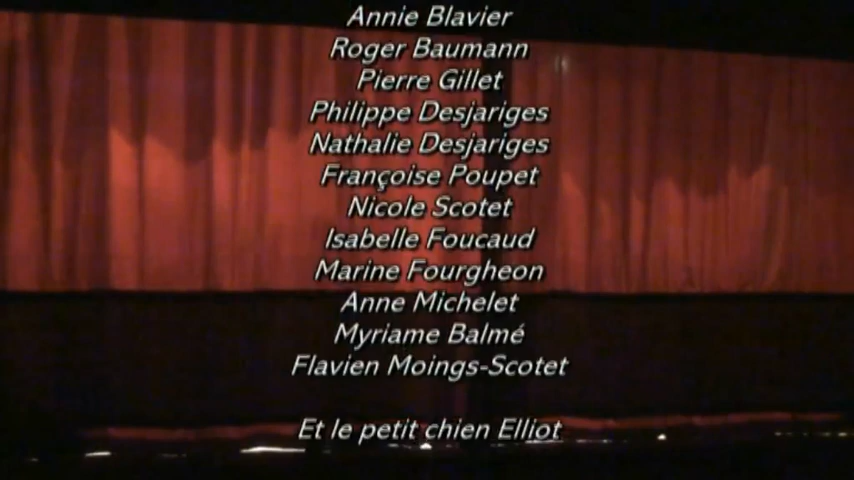 Annie Blavier
Roger Baumann
Pierre Gillet
Philippe Desjariges
Nathalie Desjariges
Françoise Poupet
Nicole Scotet
Isabelle Foucaud
Marine Fourgheon
Anne Michelet
Myriame Balmé
Flavien Moings-Scotet
Et le petit chien Elliot